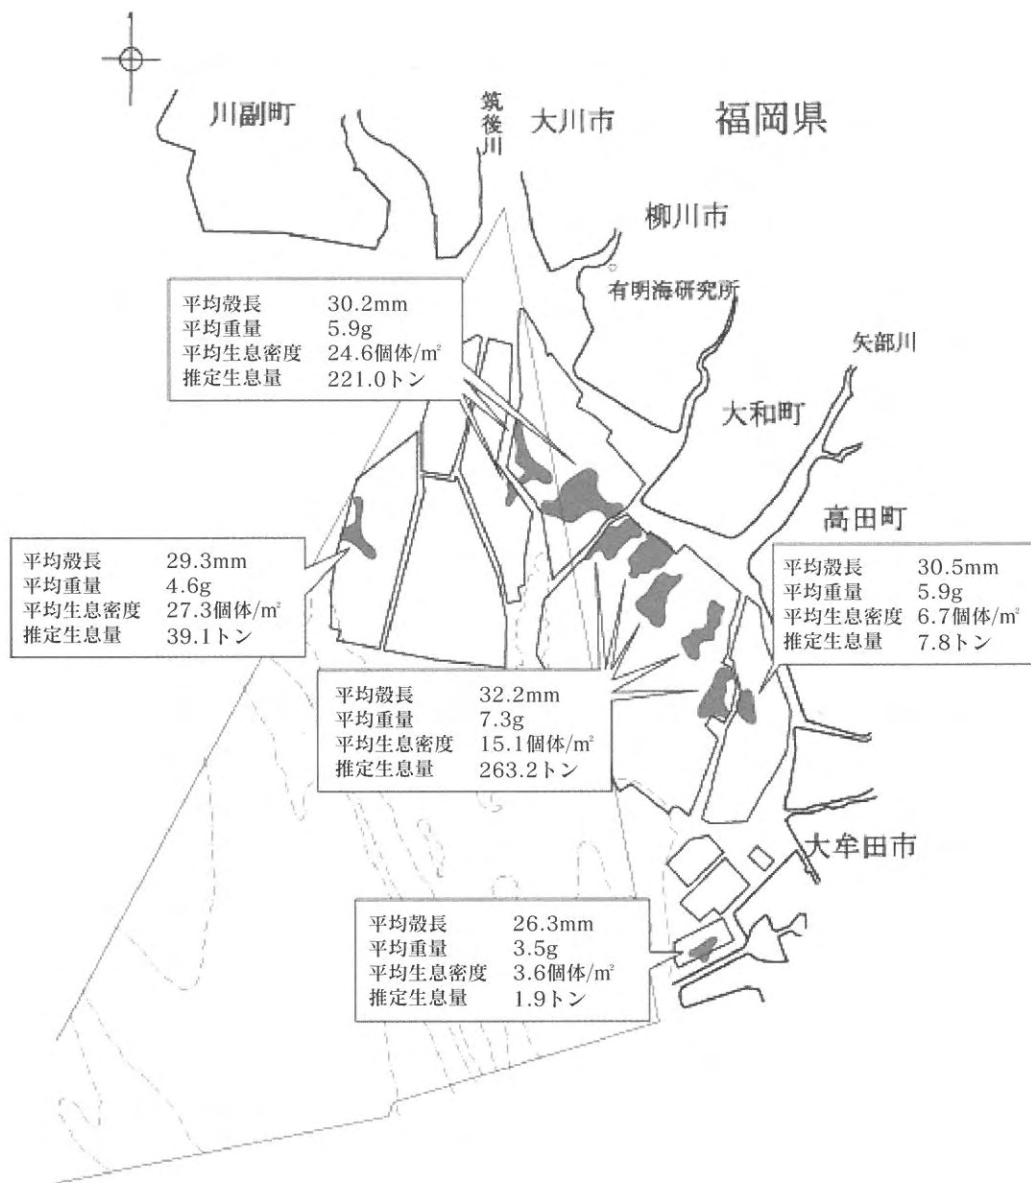 川副町
筑後川
大川市
福岡県
柳川市
有明海研究所
矢部川
大和町
高田町
大牟田市
平均殻長 30.2mm
平均重量 5.9g
平均生息密度 24.6個体/㎡
推定生息量 221.0トン
平均殻長 29.3mm
平均重量 4.6g
平均生息密度 27.3個体/㎡
推定生息量 39.1トン
平均殻長 30.5mm
平均重量 5.9g
平均生息密度 6.7個体/㎡
推定生息量 7.8トン
平均殻長 32.2mm
平均重量 7.3g
平均生息密度 15.1個体/㎡
推定生息量 263.2トン
平均殻長 26.3mm
平均重量 3.5g
平均生息密度 3.6個体/㎡
推定生息量 1.9トン